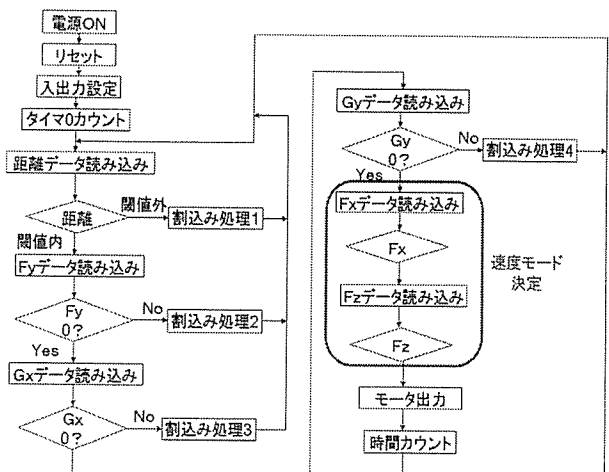 電源ON
リセット
入出力設定
タイマ0カウント
距離データ読み込み
距離
閾値外
割込み処理1
閾値内
Fyデータ読み込み
Fy
0?
No
割込み処理2
Yes
Gxデータ読み込み
Gx
0?
No
割込み処理3
Gyデータ読み込み
Gy
0?
No
割込み処理4
Yes
Fxデータ読み込み
Fx
Fzデータ読み込み
Fz
速度モード
決定
モータ出力
時間カウント